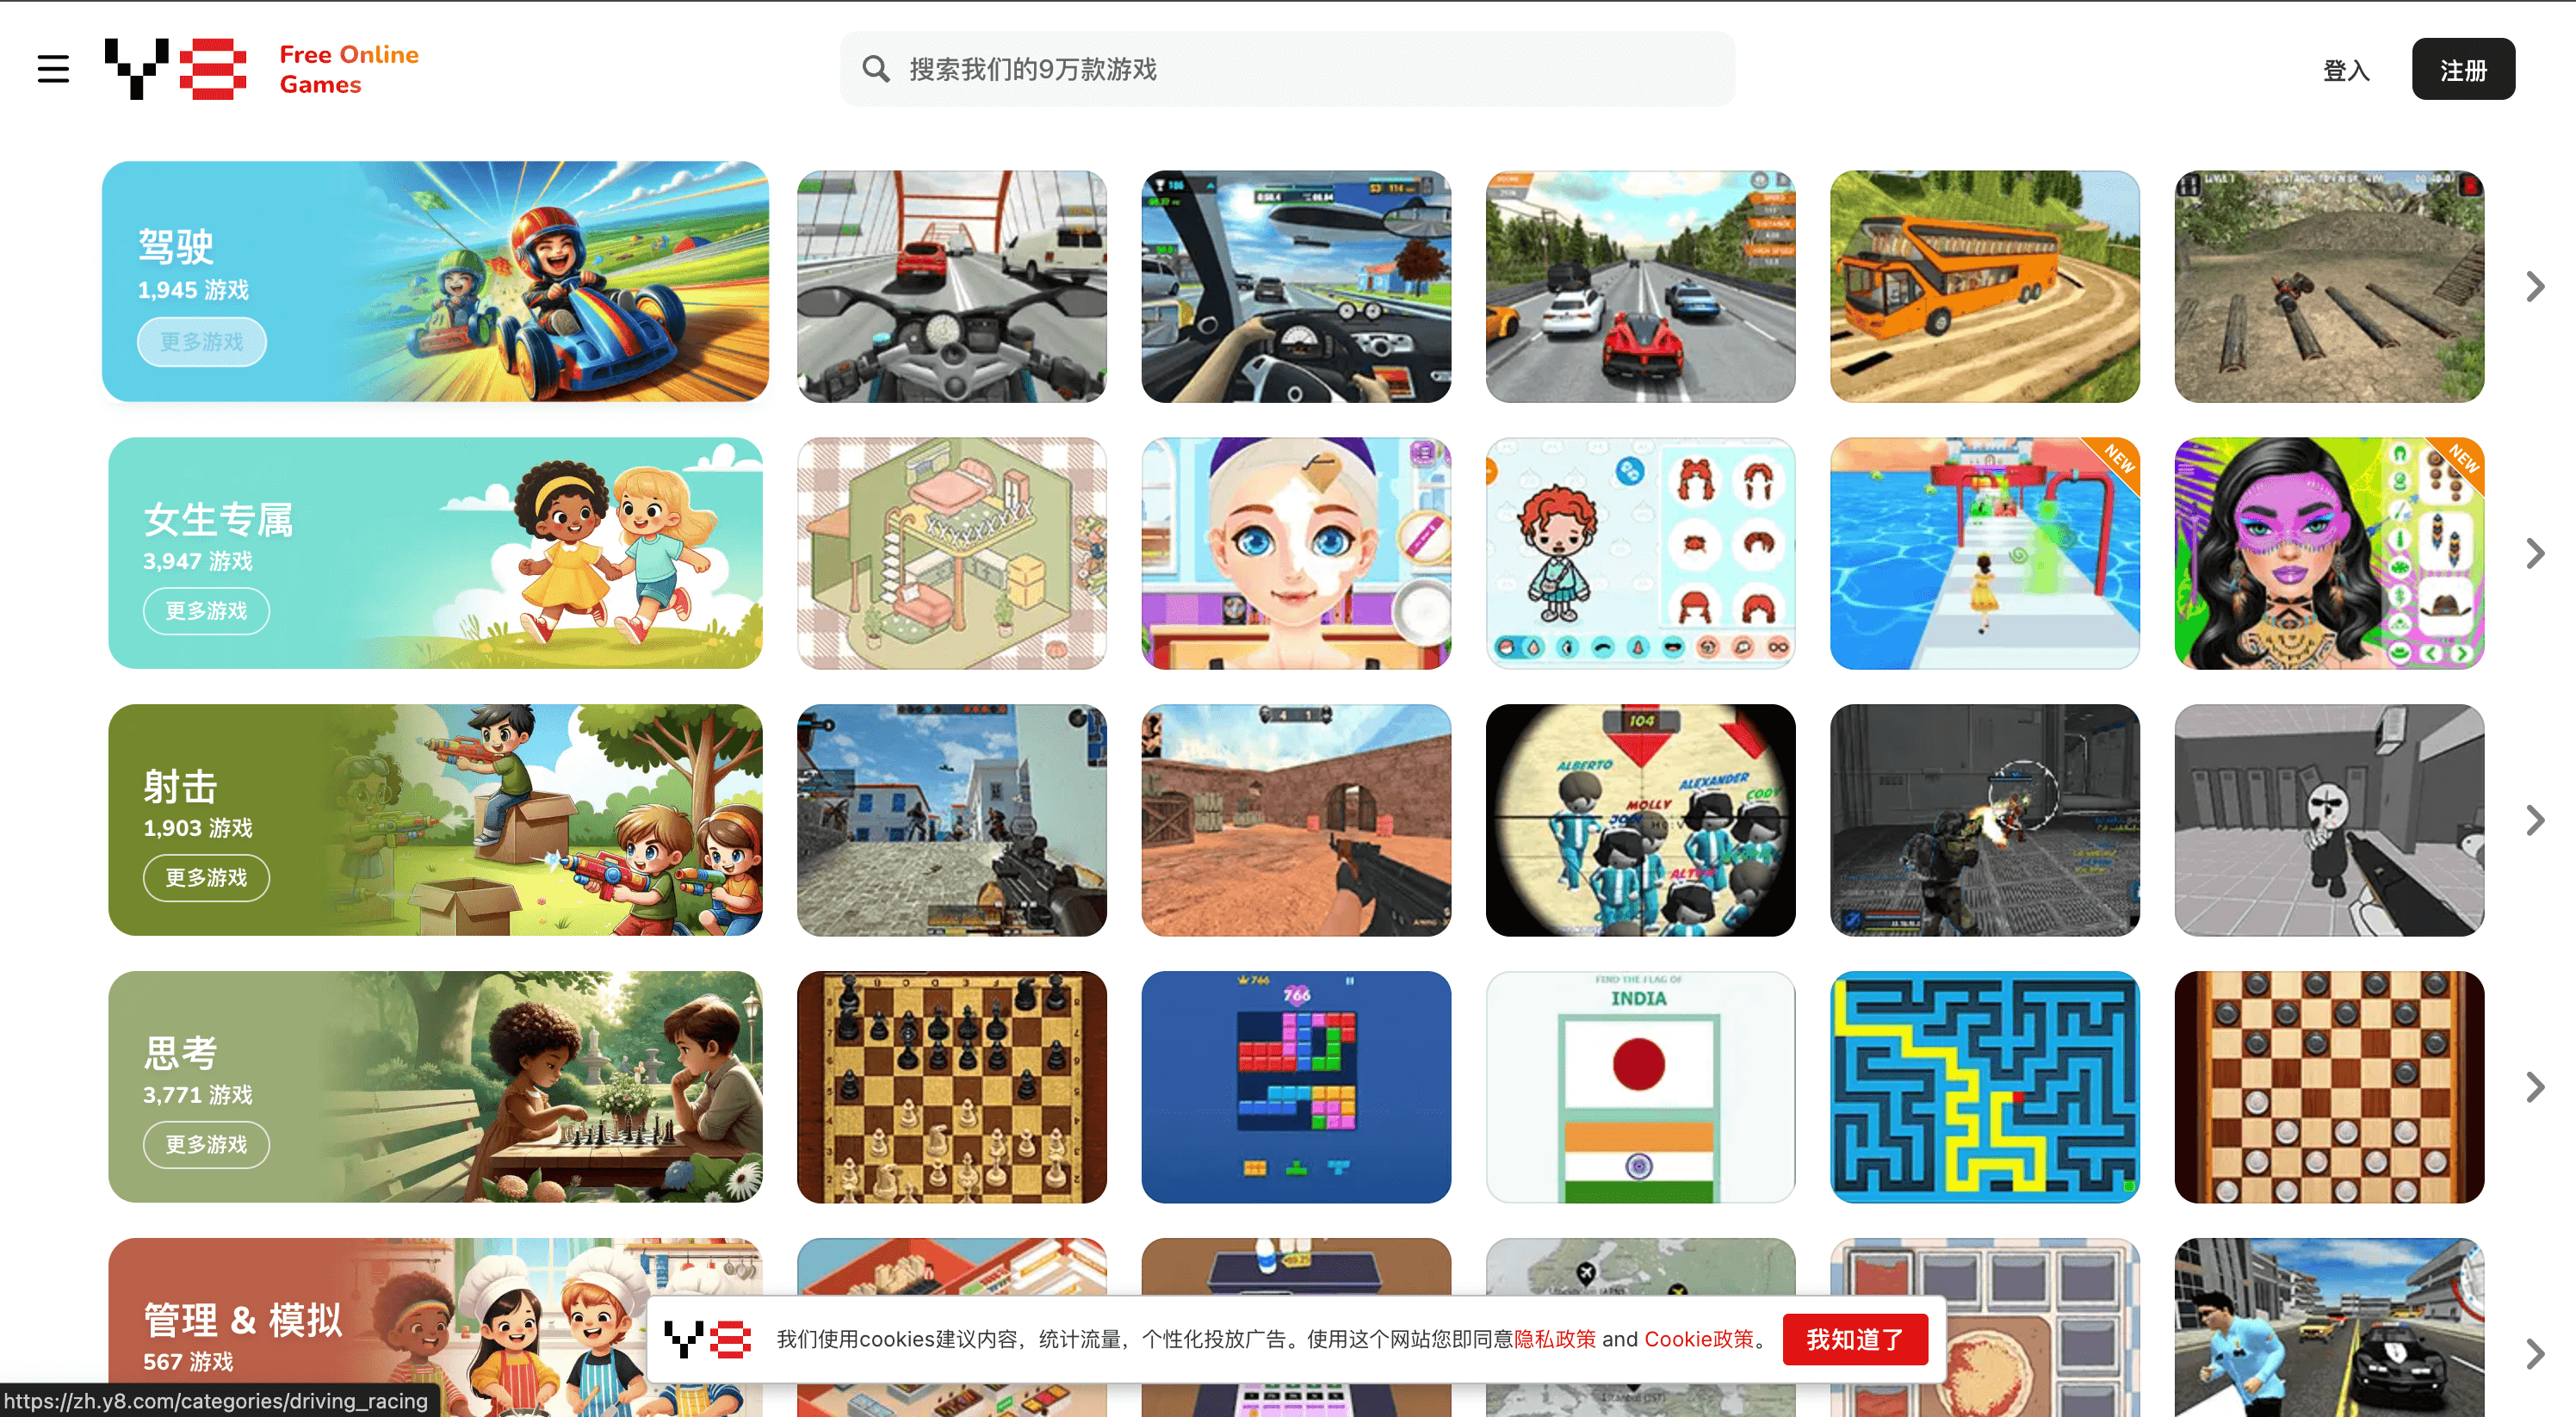 Y8
Free Online
Games
搜索我们的9万款游戏
登入
注册
驾驶
1,945 游戏
更多游戏
女生专属
3,947 游戏
更多游戏
NEW
NEW
射击
1,903 游戏
更多游戏
4 1
104
ALBERTO
ALEXANDER
MOLLY
CODY
思考
3,771 游戏
更多游戏
766
766
FIND THE FLAG OF
INDIA
管理 & 模拟
567 游戏
Y8
我们使用cookies建议内容，统计流量，个性化投放广告。使用这个网站您即同意隐私政策 and Cookie政策。
我知道了
https://zh.y8.com/categories/driving_racing